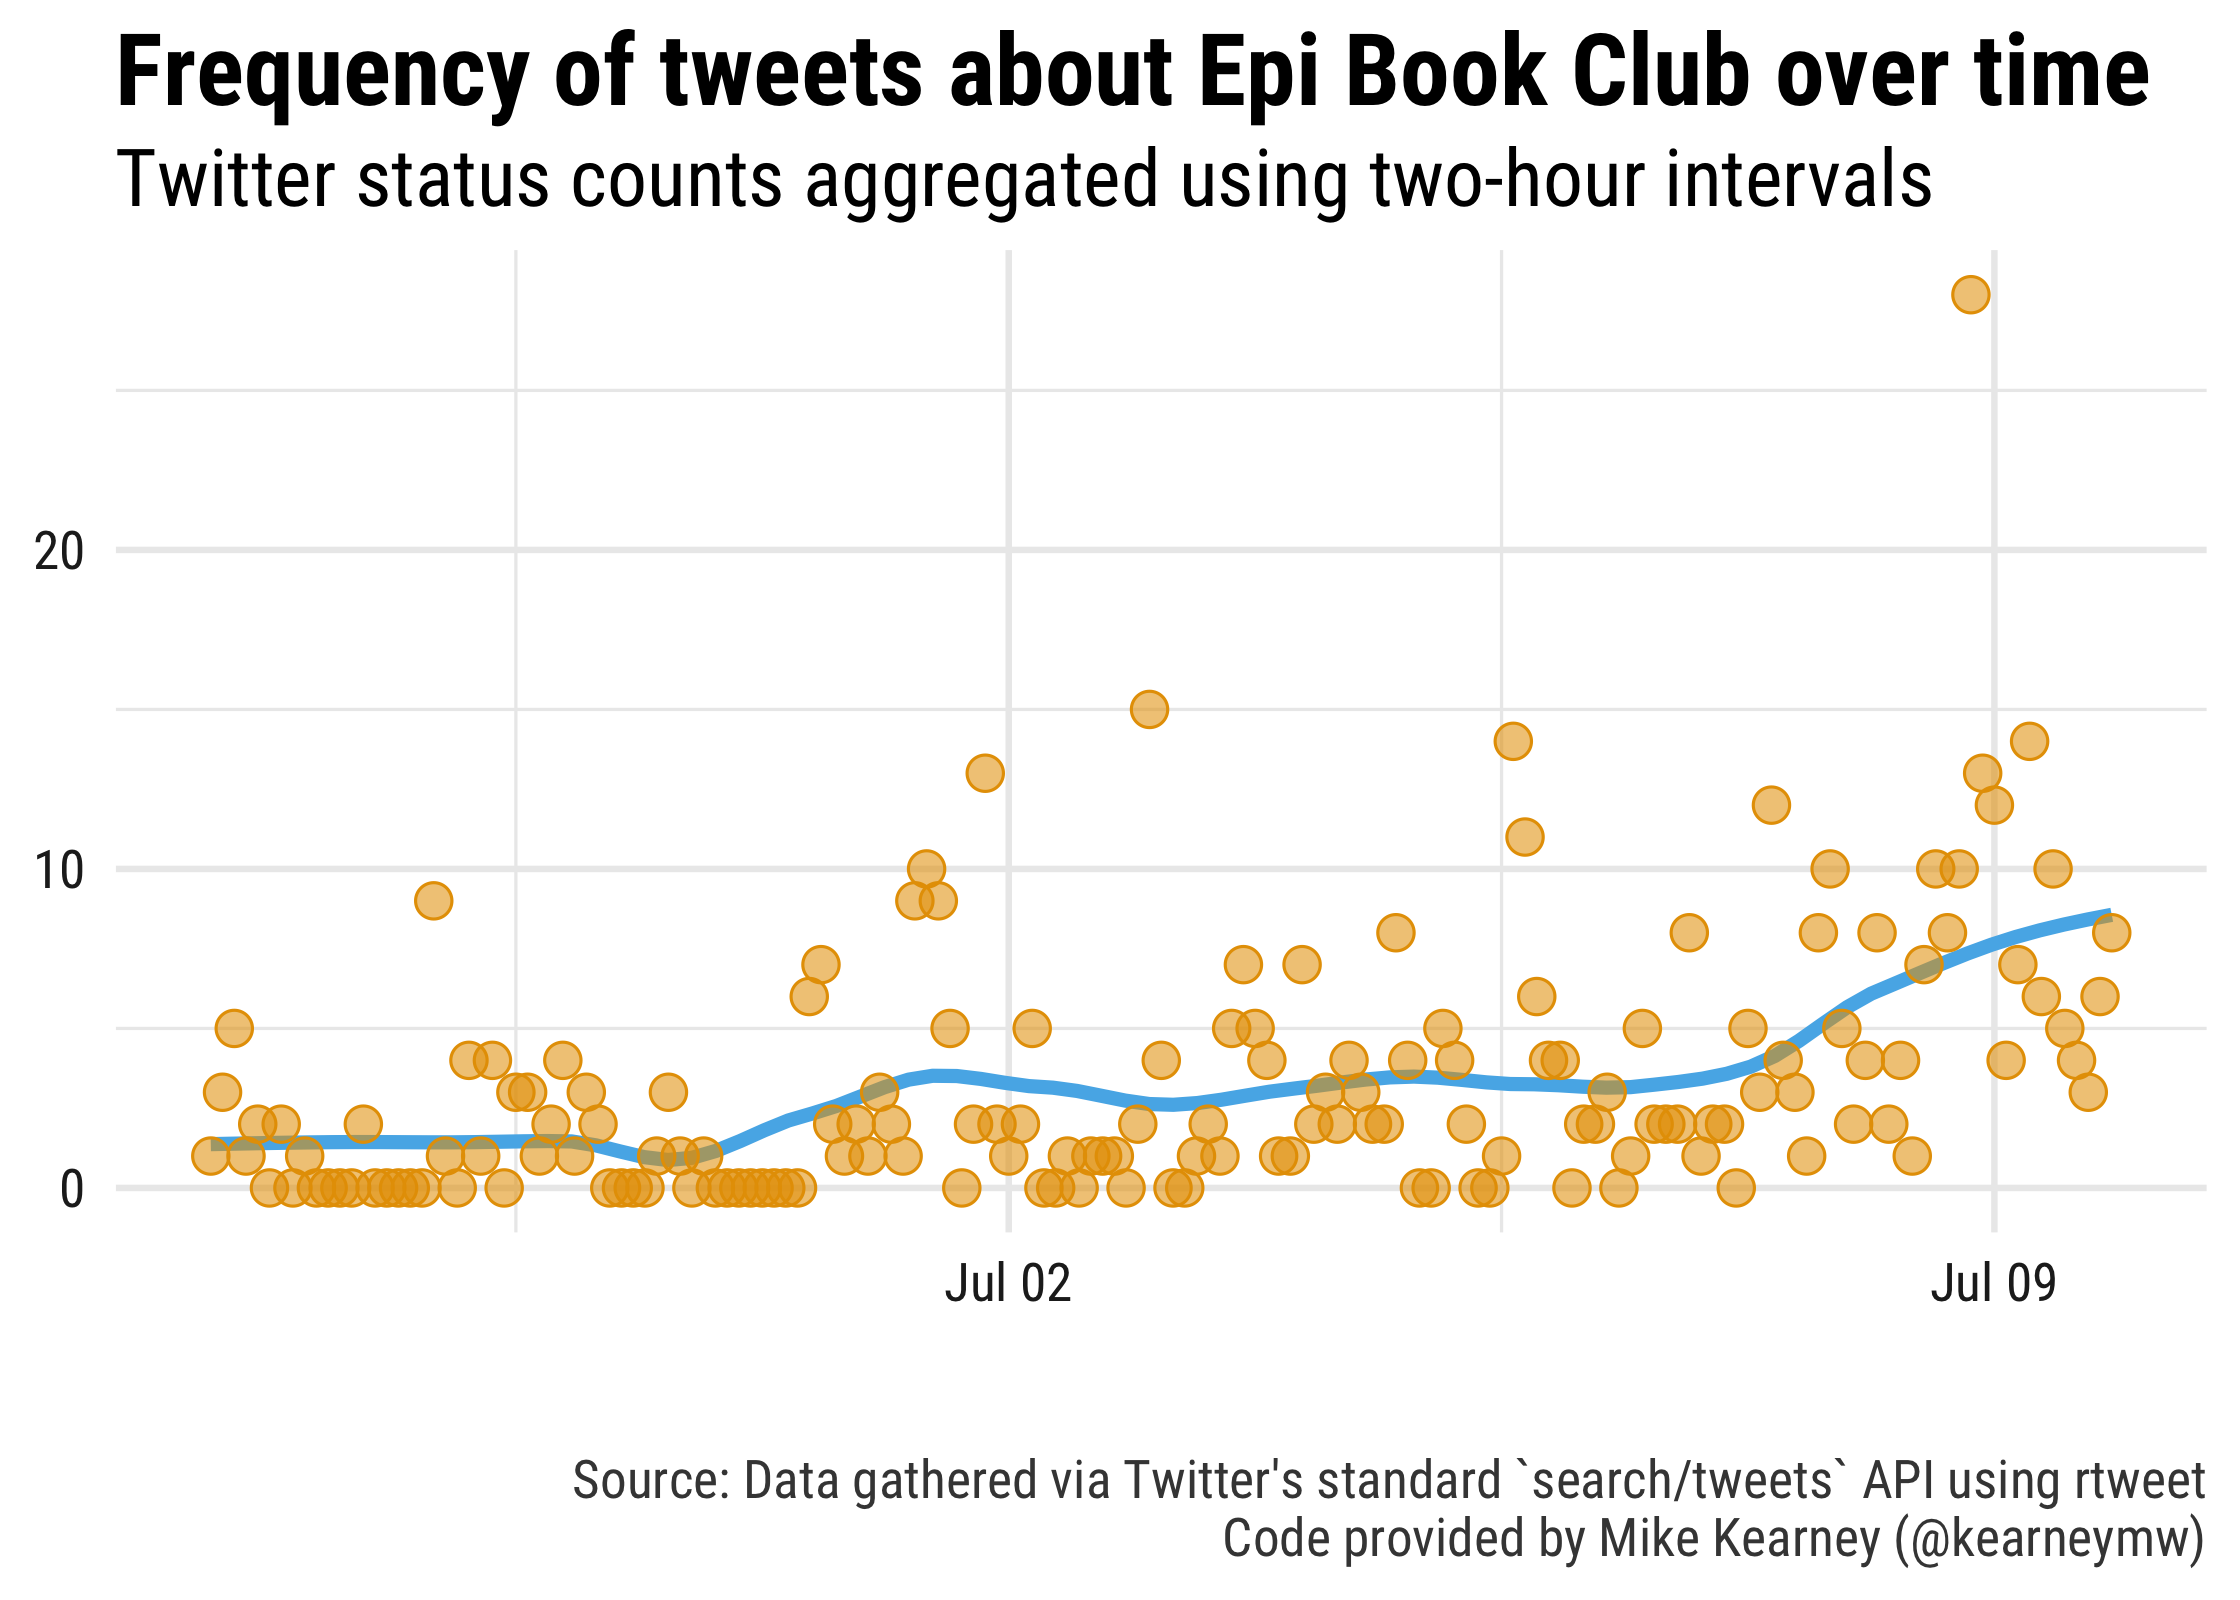 Frequency of tweets about Epi Book Club over time
Twitter status counts aggregated using two-hour intervals
20
10
0
Jul 02
Jul 09
Source: Data gathered via Twitter's standard `search/tweets` API using rtweet
Code provided by Mike Kearney (@kearneymw)